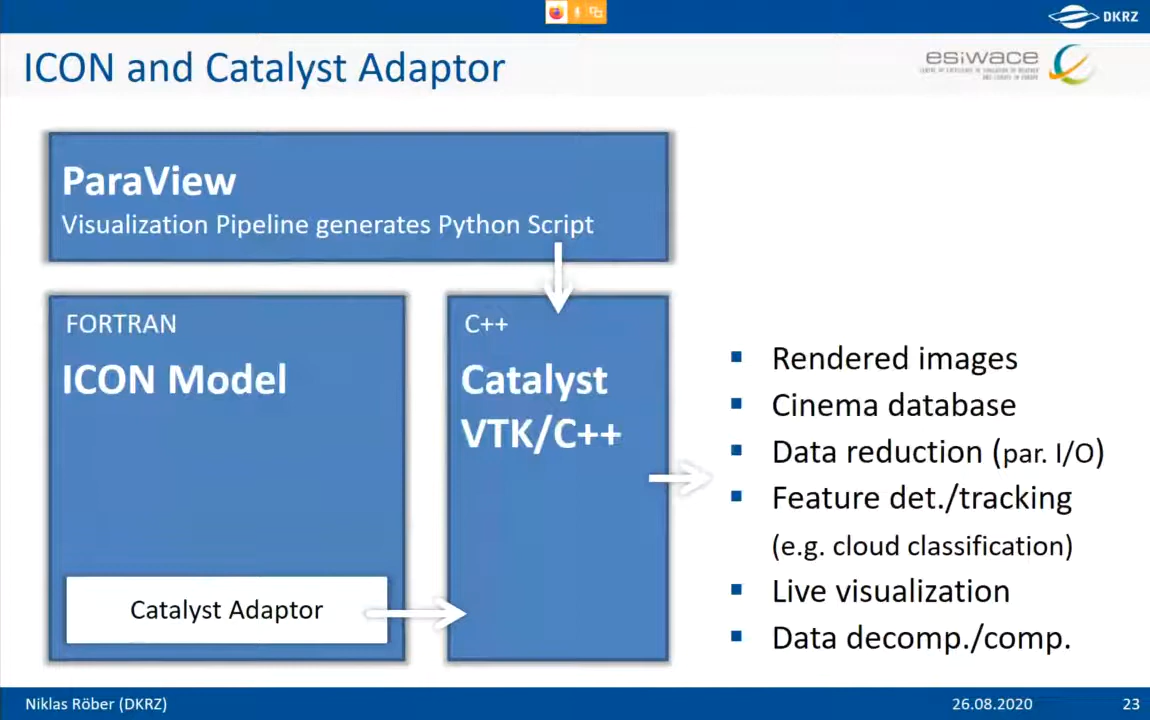 DKRZ
ICON and Catalyst Adaptor
esiwace
ParaView
Visualization Pipeline generates Python Script
FORTRAN
ICON Model
Catalyst Adaptor
C++
Catalyst
VTK/C++
Rendered images
Cinema database
Data reduction (par. I/O)
Feature det./tracking
(e.g. cloud classification)
Live visualization
Data decomp./comp.
Niklas Röber (DKRZ)
26.08.2020
23